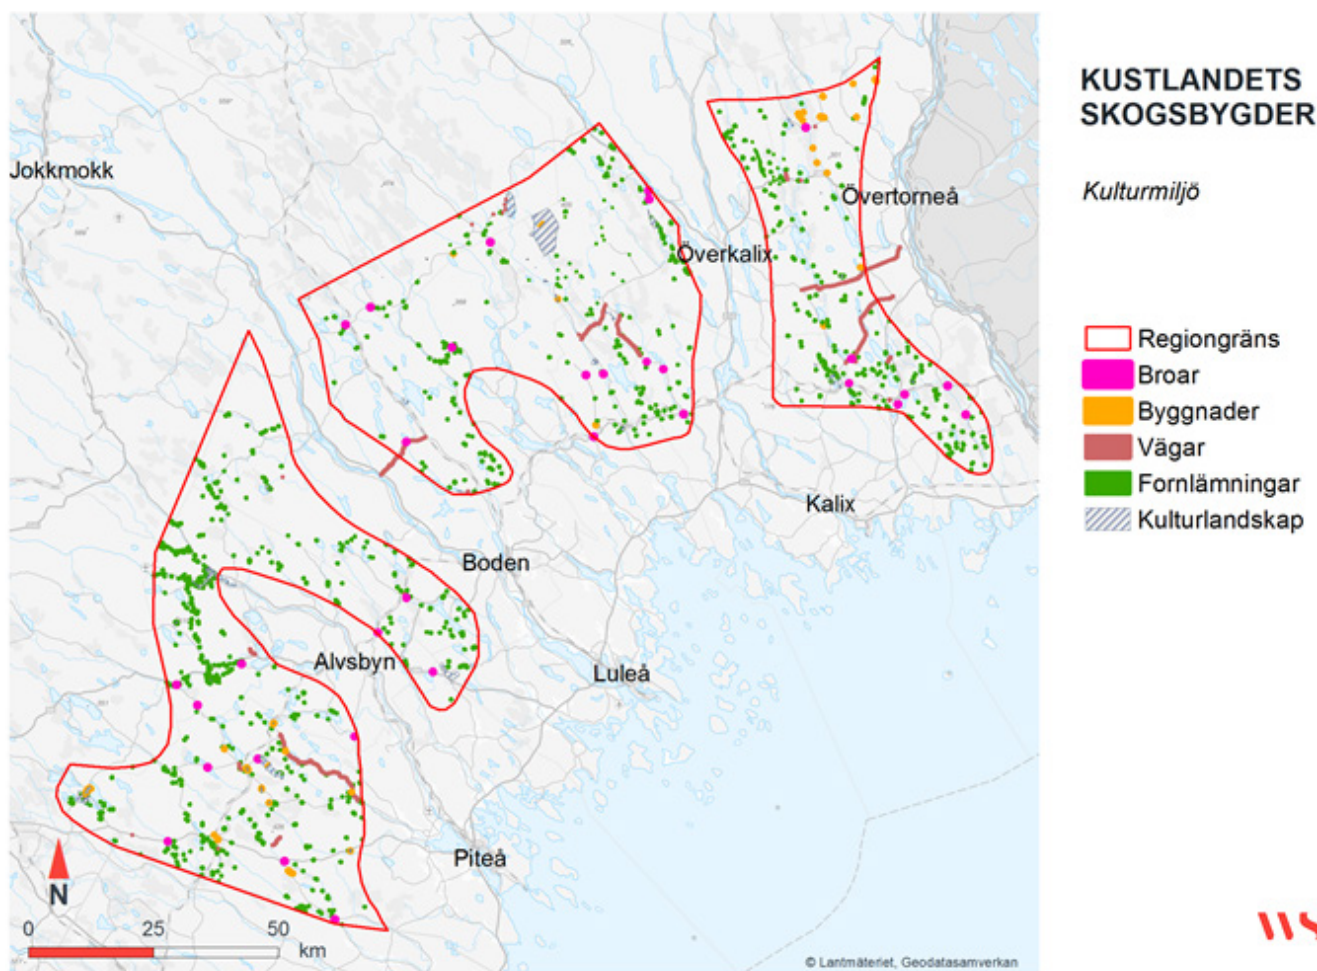 KUSTLANDETS
SKOGSBYGDER
Kulturmiljö
Regiongräns
Broar
Byggnader
Vägar
Fornlämningar
Kulturlandskap
Jokkmokk
Övertorneå
Överkalix
Kalix
Boden
Alvsbyn
Luleå
Piteå
N
0 25 50
km
© Lantmäteriet, Geodatasamverkan